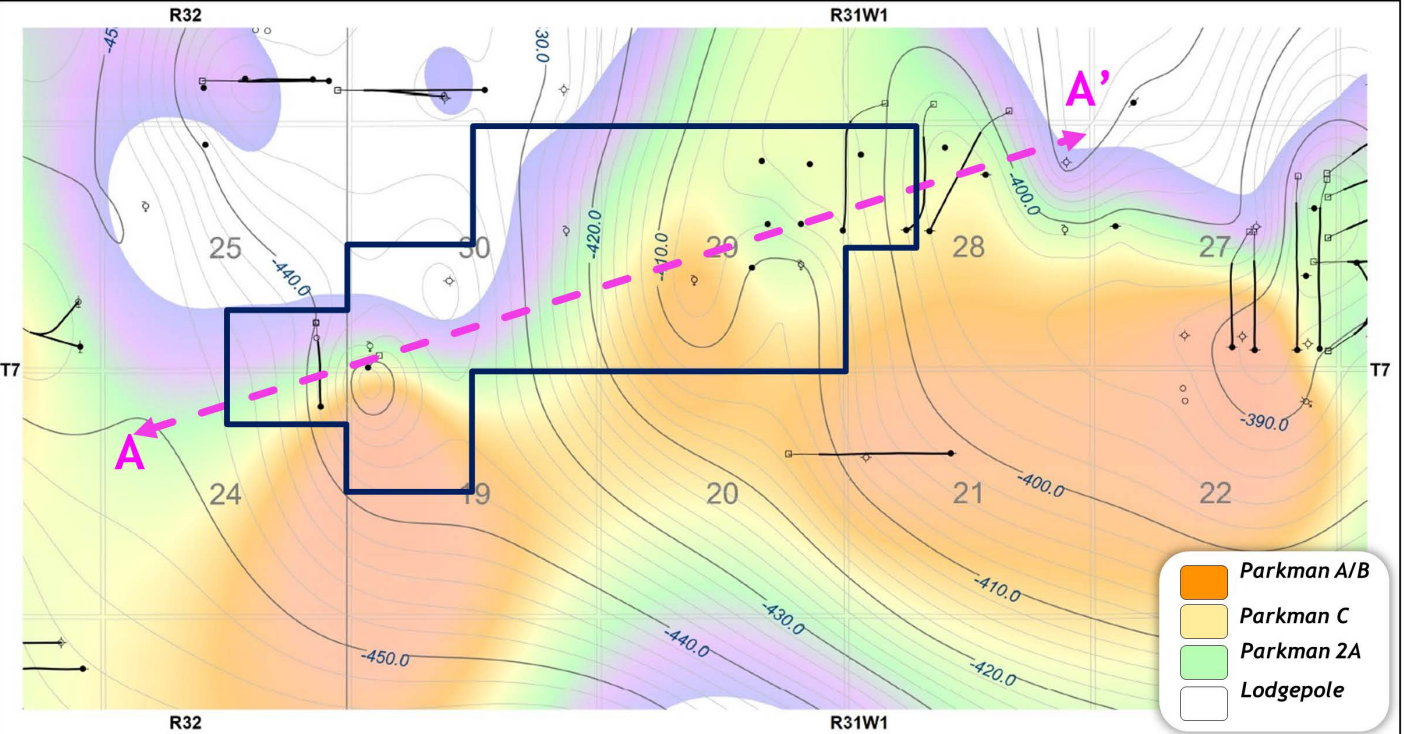 R32
R31W1
-45
30.0
A’
-400.0
-420.0
-10.0
25
30
29
28
27
-440.0
T7
T7
-390.0
A
24
19
20
21
22
-400.0
-410.0
-430.0
-440.0
-450.0
-420.0
Parkman A/B
Parkman C
Parkman 2A
Lodgepole
R32
R31W1